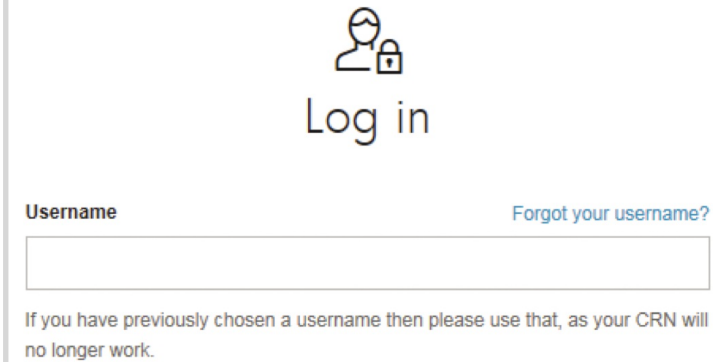 Log in
Username
Forgot your username?
If you have previously chosen a username then please use that, as your CRN will
no longer work.